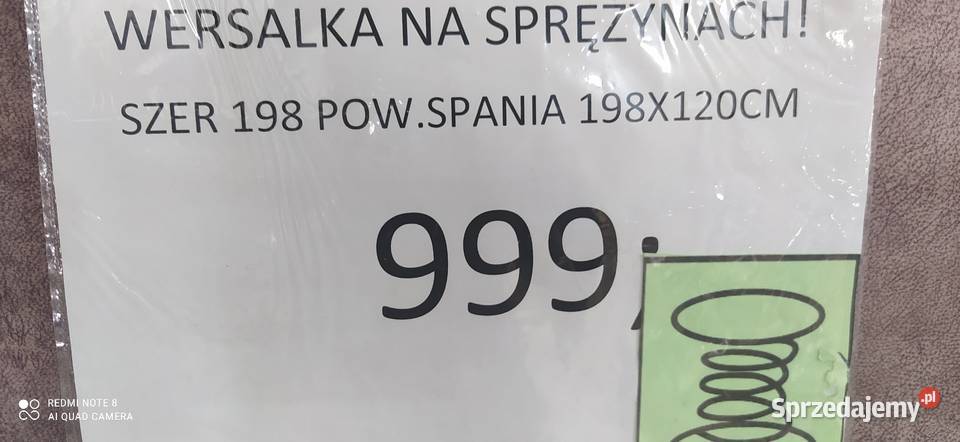 WERSALKA NA SPRĘŻYNACH!
SZER 198 POW.SPANIA 198X120CM
999,
REDMI NOTE 8
AI QUAD CAMERA
Sprzedajemy.pl